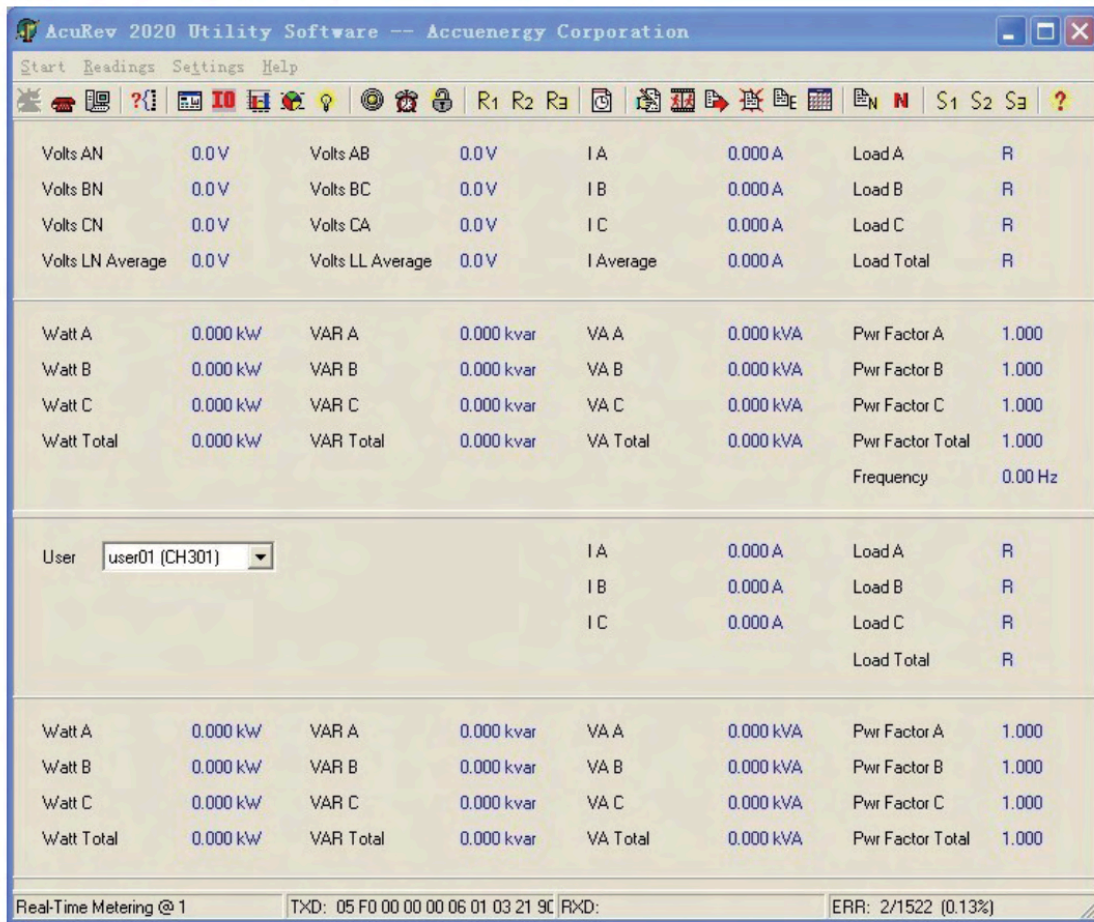 AcuRev 2020 Utility Software -- Accuenergy Corporation
Start Readings Settings Help
?{} IO R1 R2 R3 E N N S1 S2 S3 ?
Volts AN 0.0 V Volts AB 0.0 V I A 0.000 A Load A R
Volts BN 0.0 V Volts BC 0.0 V I B 0.000 A Load B R
Volts CN 0.0 V Volts CA 0.0 V I C 0.000 A Load C R
Volts LN Average 0.0 V Volts LL Average 0.0 V I Average 0.000 A Load Total R
Watt A 0.000 kW VAR A 0.000 kvar VA A 0.000 kVA Pwr Factor A 1.000
Watt B 0.000 kW VAR B 0.000 kvar VA B 0.000 kVA Pwr Factor B 1.000
Watt C 0.000 kW VAR C 0.000 kvar VA C 0.000 kVA Pwr Factor C 1.000
Watt Total 0.000 kW VAR Total 0.000 kvar VA Total 0.000 kVA Pwr Factor Total 1.000
Frequency 0.00 Hz
User user01 (CH301) I A 0.000 A Load A R
I B 0.000 A Load B R
I C 0.000 A Load C R
Load Total R
Watt A 0.000 kW VAR A 0.000 kvar VA A 0.000 kVA Pwr Factor A 1.000
Watt B 0.000 kW VAR B 0.000 kvar VA B 0.000 kVA Pwr Factor B 1.000
Watt C 0.000 kW VAR C 0.000 kvar VA C 0.000 kVA Pwr Factor C 1.000
Watt Total 0.000 kW VAR Total 0.000 kvar VA Total 0.000 kVA Pwr Factor Total 1.000
Real-Time Metering @ 1 TXD: 05 F0 00 00 00 06 01 03 21 90 RXD: ERR: 2/1522 (0.13%)